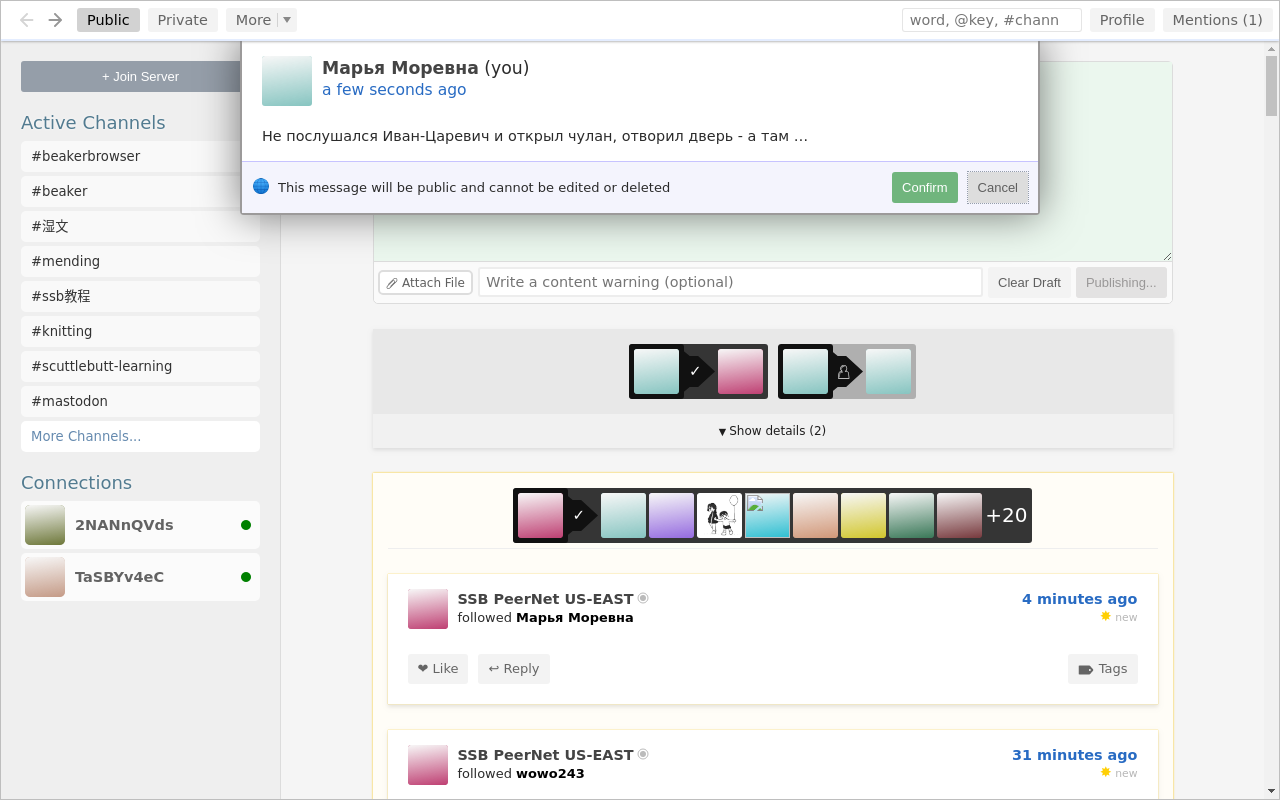 Public
Private
More
word, @key, #chann
Profile
Mentions (1)
Марья Моревна (you)
a few seconds ago
Не послушался Иван-Царевич и открыл чулан, отворил дверь - а там ...
This message will be public and cannot be edited or deleted
Confirm
Cancel
+ Join Server
Active Channels
#beakerbrowser
#beaker
#湿文
#mending
#ssb教程
#knitting
#scuttlebutt-learning
#mastodon
More Channels...
Connections
2NANnQVds
TaSBYv4eC
Attach File
Write a content warning (optional)
Clear Draft
Publishing...
▼ Show details (2)
+20
SSB PeerNet US-EAST
4 minutes ago
followed Марья Моревна
new
❤ Like
↩ Reply
Tags
SSB PeerNet US-EAST
31 minutes ago
followed wowo243
new